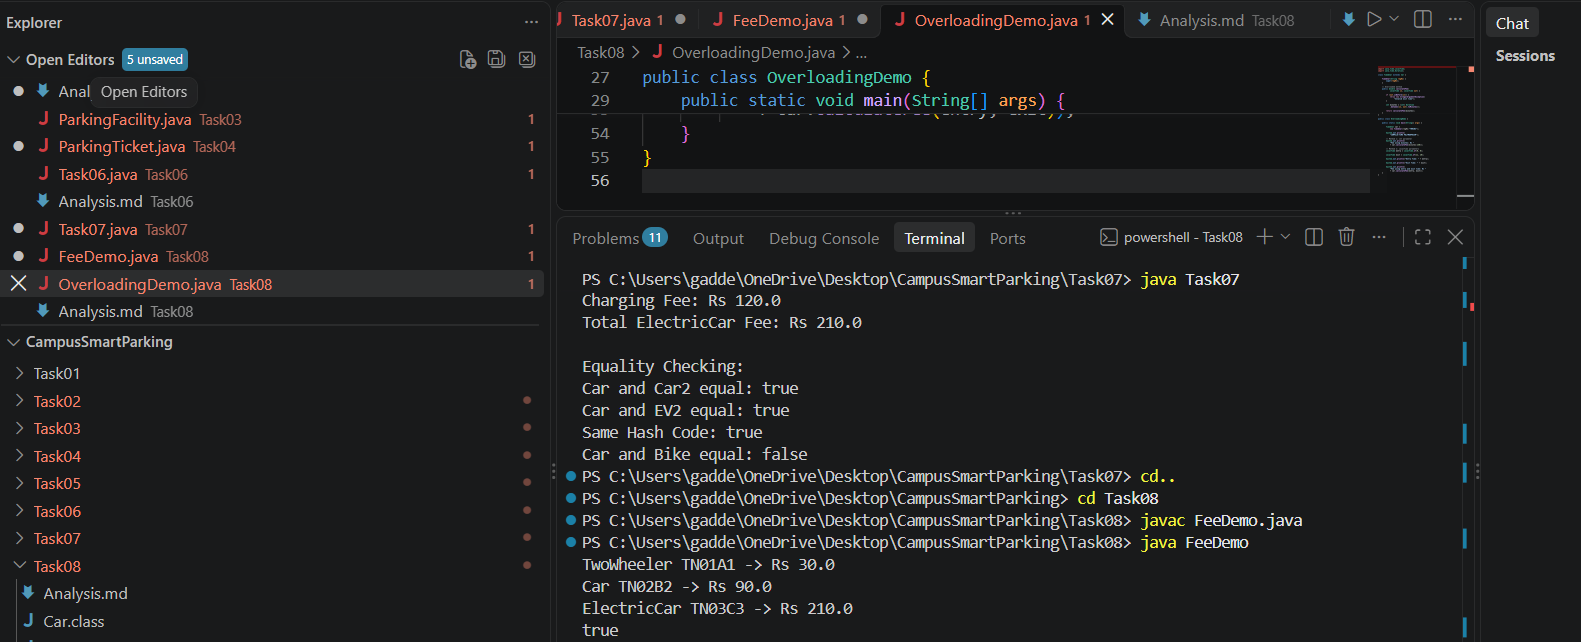 Explorer
Open Editors 5 unsaved
Anal
Open Editors
ParkingFacility.java Task03 1
ParkingTicket.java Task04 1
Task06.java Task06 1
Analysis.md Task06
Task07.java Task07 1
FeeDemo.java Task08 1
OverloadingDemo.java Task08 1
Analysis.md Task08
CampusSmartParking
Task01
Task02
Task03
Task04
Task05
Task06
Task07
Task08
Analysis.md
Car.class
Task07.java 1
FeeDemo.java 1
OverloadingDemo.java 1
Analysis.md Task08
Task08 > OverloadingDemo.java > ...
27 public class OverloadingDemo {
29 public static void main(String[] args) {
54 }
55 }
56
Problems 11 Output Debug Console Terminal Ports
powershell - Task08
PS C:\Users\gadde\OneDrive\Desktop\CampusSmartParking\Task07> java Task07
Charging Fee: Rs 120.0
Total ElectricCar Fee: Rs 210.0
Equality Checking:
Car and Car2 equal: true
Car and EV2 equal: true
Same Hash Code: true
Car and Bike equal: false
PS C:\Users\gadde\OneDrive\Desktop\CampusSmartParking\Task07> cd..
PS C:\Users\gadde\OneDrive\Desktop\CampusSmartParking> cd Task08
PS C:\Users\gadde\OneDrive\Desktop\CampusSmartParking\Task08> javac FeeDemo.java
PS C:\Users\gadde\OneDrive\Desktop\CampusSmartParking\Task08> java FeeDemo
TwoWheeler TN01A1 -> Rs 30.0
Car TN02B2 -> Rs 90.0
ElectricCar TN03C3 -> Rs 210.0
true
Chat
Sessions